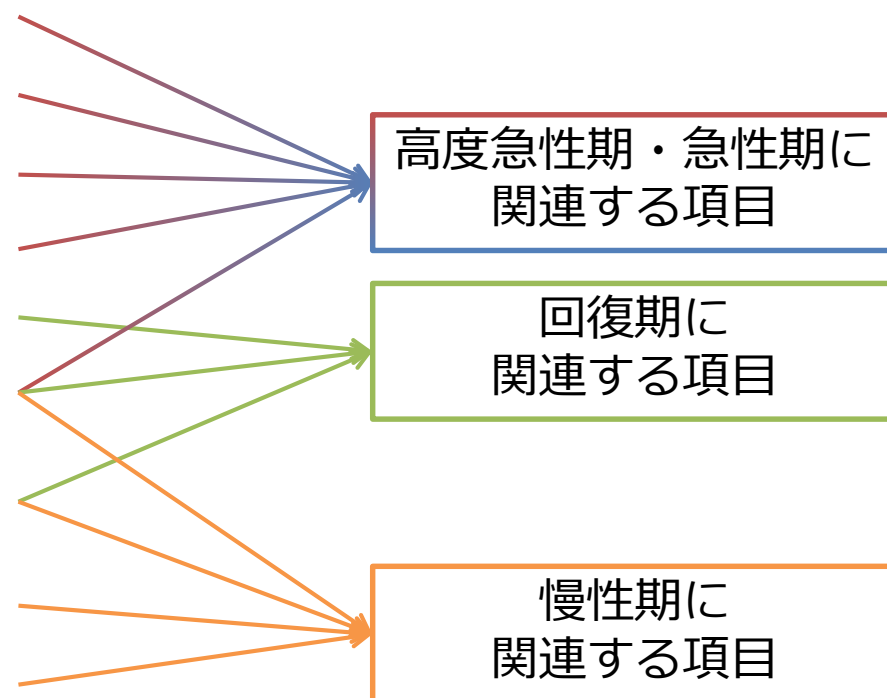 高度急性期・急性期に
関連する項目
回復期に
関連する項目
慢性期に
関連する項目